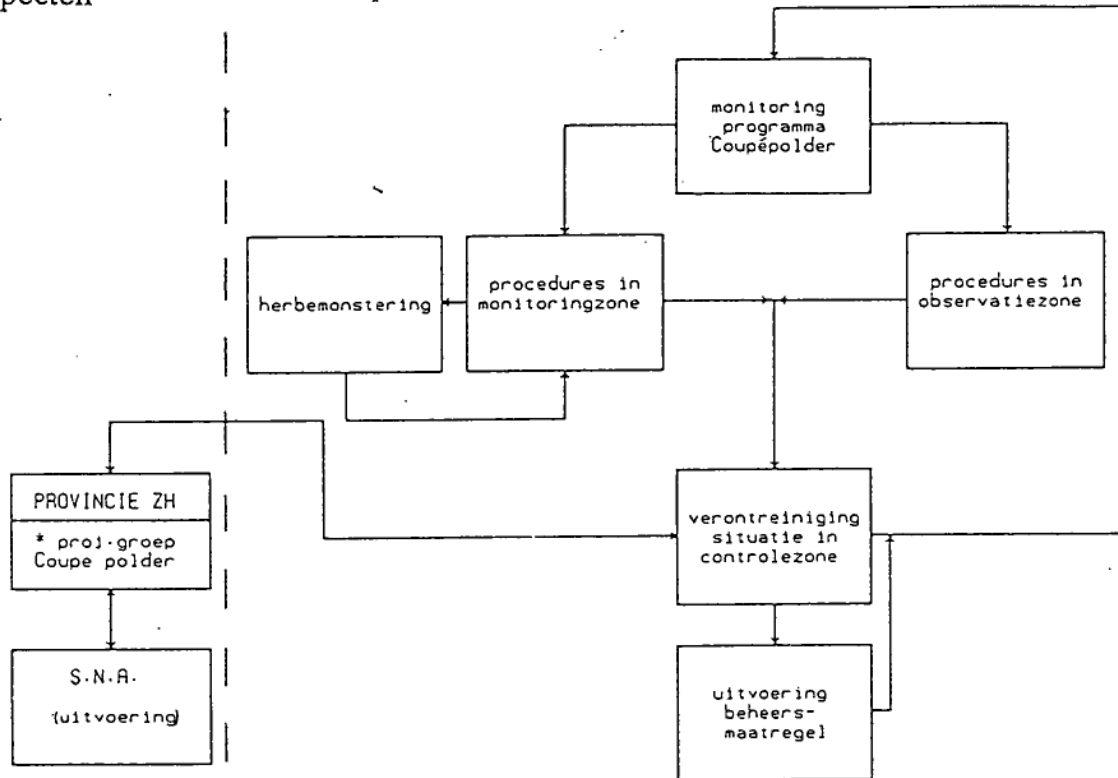 monitoring
programma
Coupépolder
herbemonstering
procedures in
monitoringzone
procedures in
observatiezone
PROVINCIE ZH
* proj.groep
Coupe polder
verontreiniging
situatie in
controlezone
S.N.A.
(uitvoering)
uitvoering
beheers-
maatregel